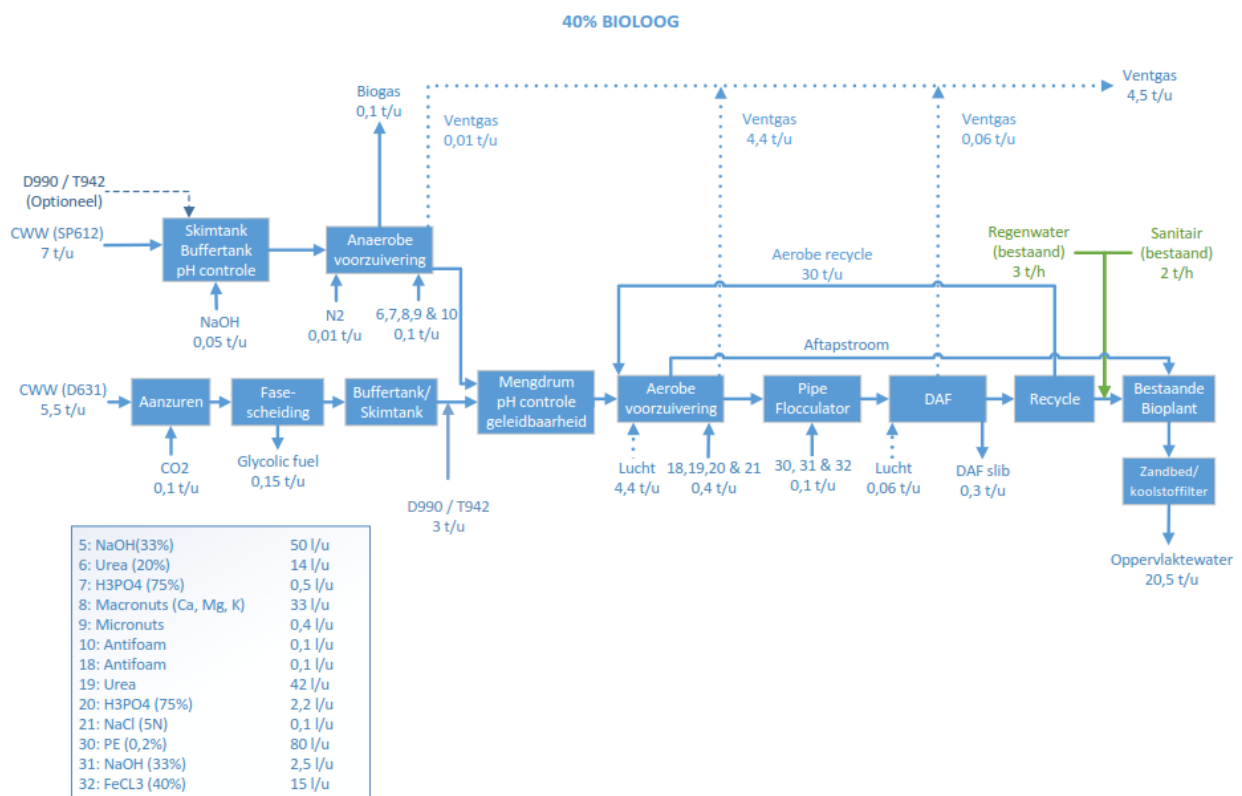 40% BIOLOOG
Biogas
0,1 t/u
Ventgas
0,01 t/u
Ventgas
4,4 t/u
Ventgas
0,06 t/u
Ventgas
4,5 t/u
D990 / T942
(Optioneel)
CWW (SP612)
7 t/u
Skimtank
Buffertank
pH controle
Anaerobe
voorzuivering
NaOH
0,05 t/u
N2
0,01 t/u
6,7,8,9 & 10
0,1 t/u
Aerobe recycle
30 t/u
Regenwater
(bestaand)
3 t/h
Sanitair
(bestaand)
2 t/h
Aftapstroom
CWW (D631)
5,5 t/u
Aanzuren
Fase-
scheiding
Buffertank/
Skimtank
Mengdrum
pH controle
geleidbaarheid
Aerobe
voorzuivering
Pipe
Flocculator
DAF
Recycle
Bestaande
Bioplant
CO2
0,1 t/u
Glycolic fuel
0,15 t/u
D990 / T942
3 t/u
Lucht
4,4 t/u
18,19,20 & 21
0,4 t/u
30, 31 & 32
0,1 t/u
Lucht
0,06 t/u
DAF slib
0,3 t/u
Zandbed/
koolstoffilter
Oppervlaktewater
20,5 t/u
5: NaOH(33%) 50 l/u
6: Urea (20%) 14 l/u
7: H3PO4 (75%) 0,5 l/u
8: Macronuts (Ca, Mg, K) 33 l/u
9: Micronuts 0,4 l/u
10: Antifoam 0,1 l/u
18: Antifoam 0,1 l/u
19: Urea 42 l/u
20: H3PO4 (75%) 2,2 l/u
21: NaCl (5N) 0,1 l/u
30: PE (0,2%) 80 l/u
31: NaOH (33%) 2,5 l/u
32: FeCL3 (40%) 15 l/u